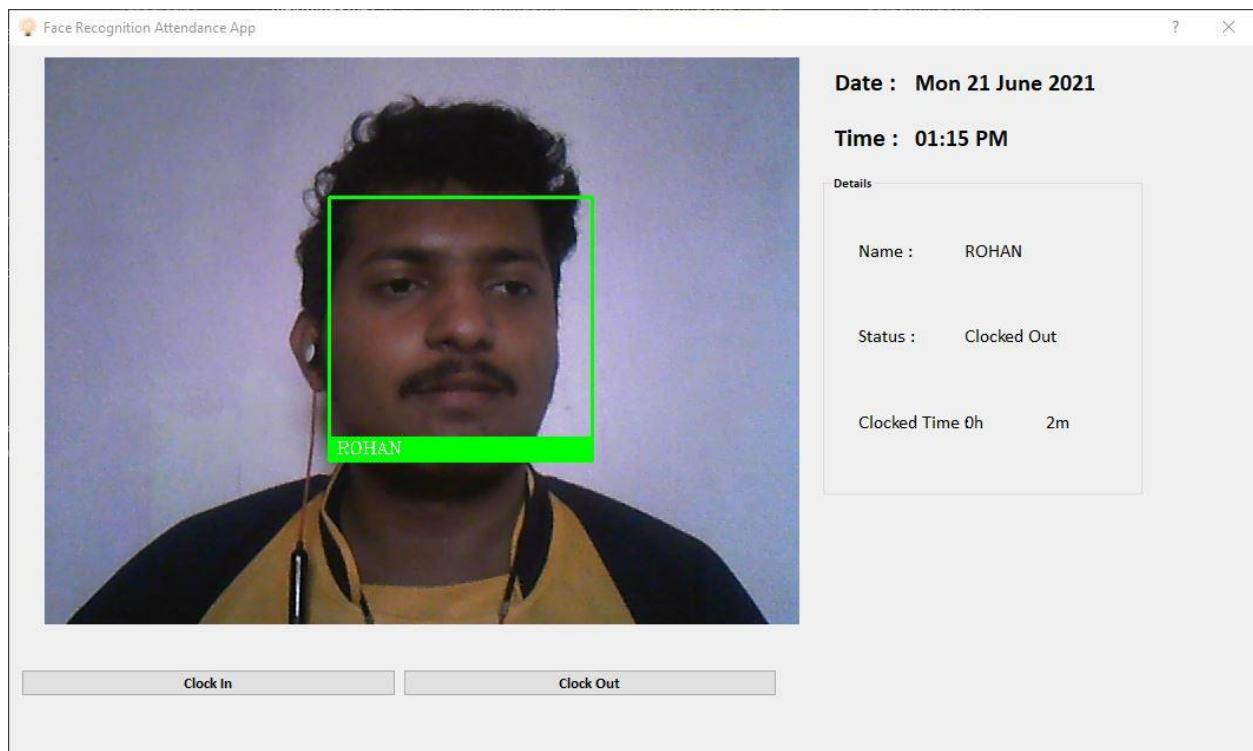 Face Recognition Attendance App
?
Date : Mon 21 June 2021
Time : 01:15 PM
Details
Name : ROHAN
Status : Clocked Out
ROHAN
Clocked Time 0h 2m
Clock In
Clock Out